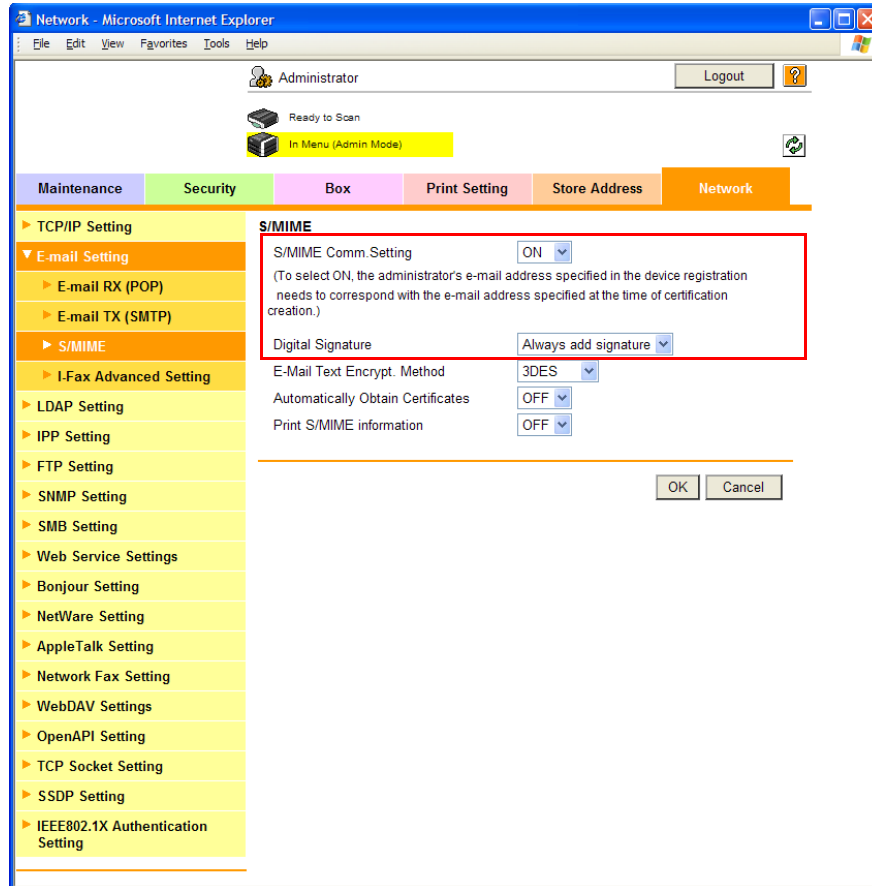 Network - Microsoft Internet Explorer
File Edit View Favorites Tools Help
Administrator
Logout
?
Ready to Scan
In Menu (Admin Mode)
Maintenance Security Box Print Setting Store Address Network
TCP/IP Setting
E-mail Setting
E-mail RX (POP)
E-mail TX (SMTP)
S/MIME
I-Fax Advanced Setting
LDAP Setting
IPP Setting
FTP Setting
SNMP Setting
SMB Setting
Web Service Settings
Bonjour Setting
NetWare Setting
AppleTalk Setting
Network Fax Setting
WebDAV Settings
OpenAPI Setting
TCP Socket Setting
SSDP Setting
IEEE802.1X Authentication
Setting
S/MIME
S/MIME Comm.Setting ON
(To select ON, the administrator's e-mail address specified in the device registration
needs to correspond with the e-mail address specified at the time of certification
creation.)
Digital Signature Always add signature
E-Mail Text Encrypt. Method 3DES
Automatically Obtain Certificates OFF
Print S/MIME information OFF
OK Cancel